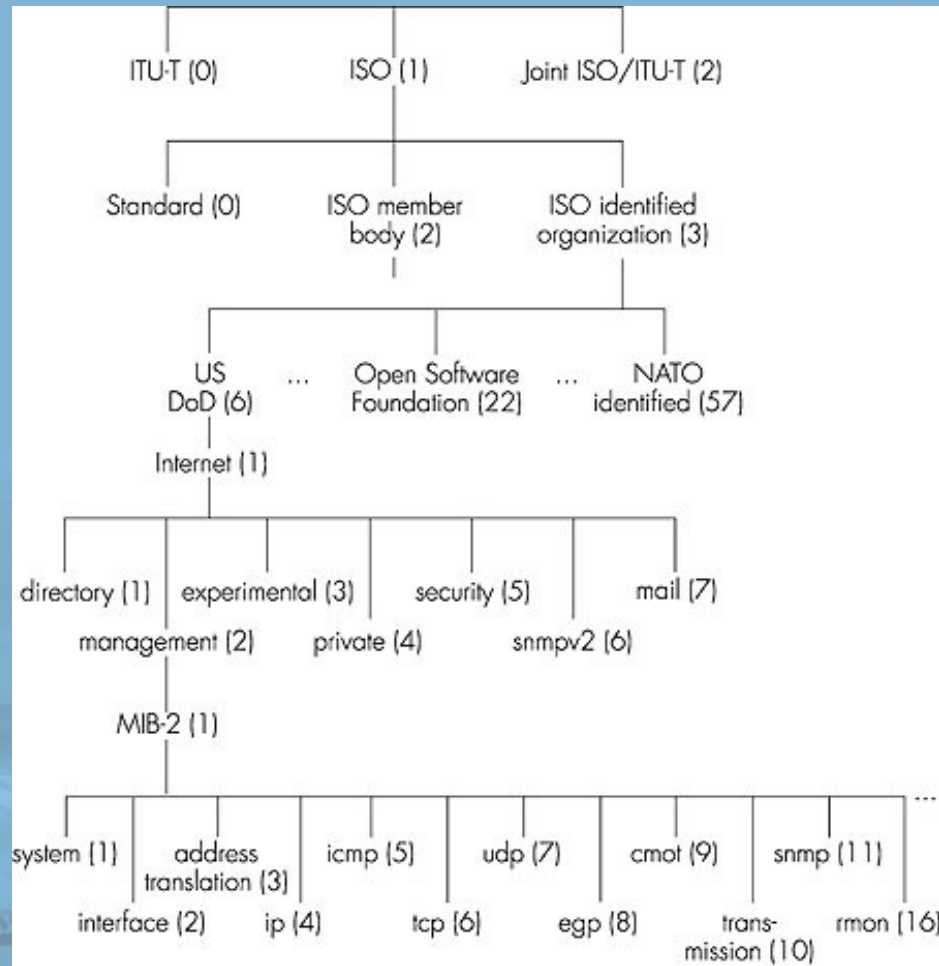 ITU-T (0) ISO (1) Joint ISO/ITU-T (2)
Standard (0) ISO member ISO identified
body (2) organization (3)
US ... Open Software ... NATO
DoD (6) Foundation (22) identified (57)
Internet (1)
directory (1) experimental (3) security (5) mail (7)
management (2) private (4) snmpv2 (6)
MIB-2 (1)
....
system (1) address icmp (5) udp (7) cmot (9) snmp (11)
translation (3)
interface (2) ip (4) tcp (6) egp (8) trans- rmon (16)
mission (10)